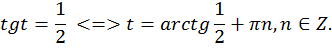 tgt = 1/2 <=> t = arctg 1/2 + πn, n ∈ Z.